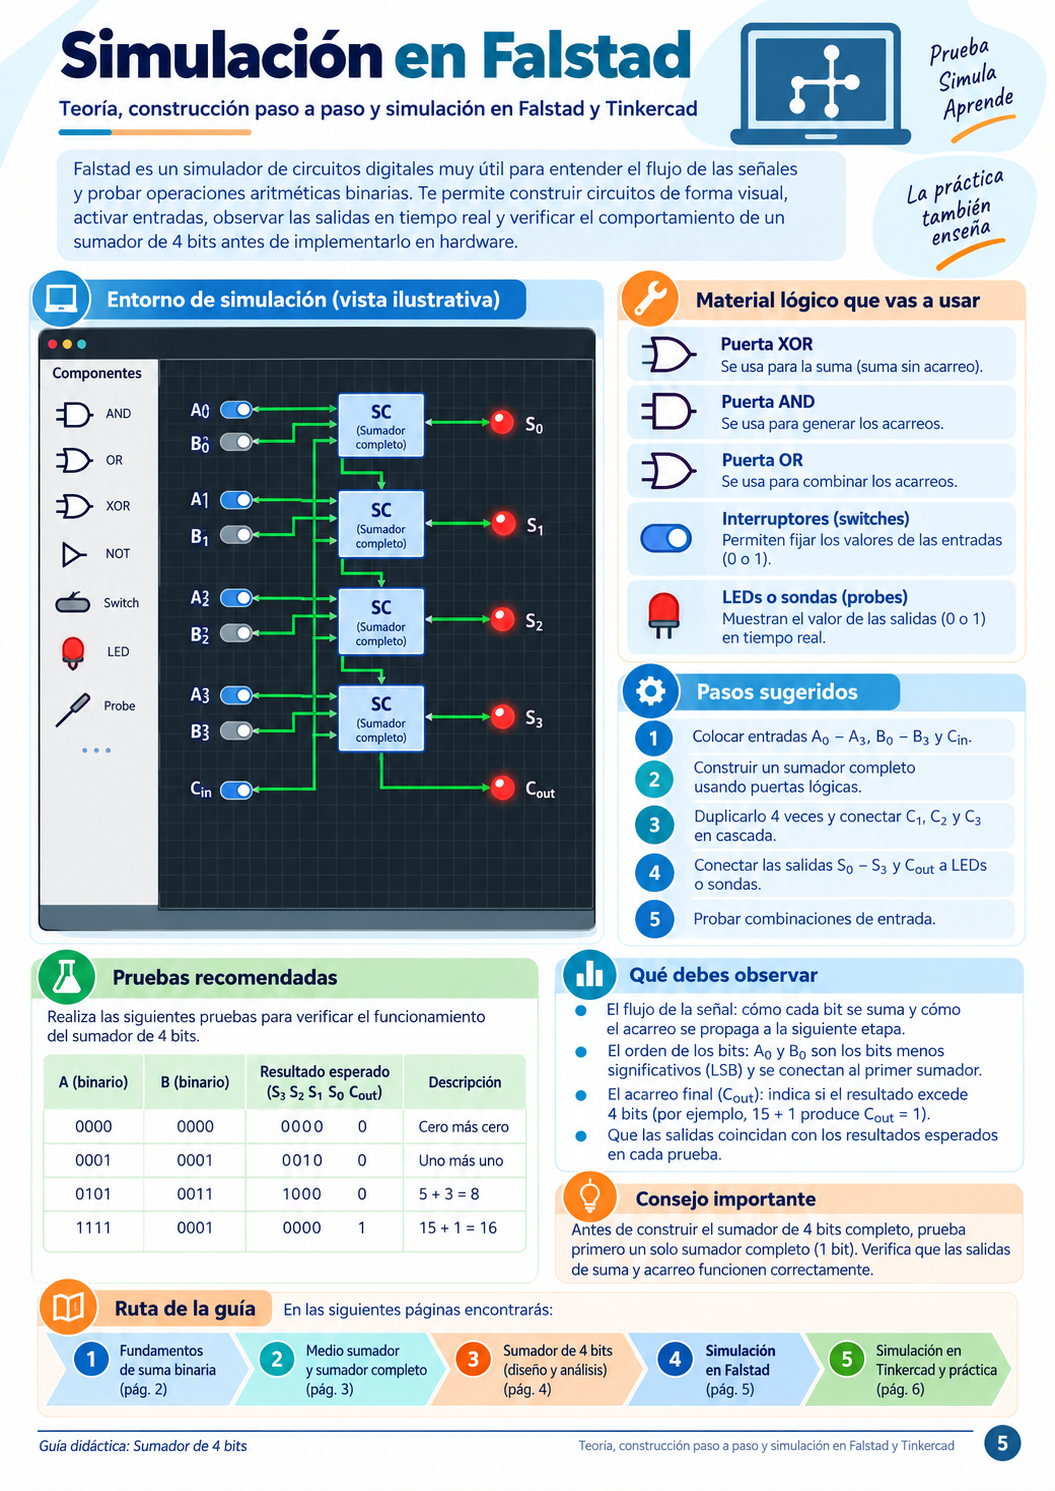 Simulación en Falstad
Teoría, construcción paso a paso y simulación en Falstad y Tinkercad
Prueba
Simula
Aprende
Falstad es un simulador de circuitos digitales muy útil para entender el flujo de las señales
y probar operaciones aritméticas binarias. Te permite construir circuitos de forma visual,
activar entradas, observar las salidas en tiempo real y verificar el comportamiento de un
sumador de 4 bits antes de implementarlo en hardware.
La práctica
también
enseña
Entorno de simulación (vista ilustrativa)
Componentes
AND
OR
XOR
NOT
Switch
LED
Probe
A0
B0
SC
(Sumador
completo)
S0
A1
B1
SC
(Sumador
completo)
S1
A2
B2
SC
(Sumador
completo)
S2
A3
B3
SC
(Sumador
completo)
S3
Cin
Cout
Material lógico que vas a usar
Puerta XOR
Se usa para la suma (suma sin acarreo).
Puerta AND
Se usa para generar los acarreos.
Puerta OR
Se usa para combinar los acarreos.
Interruptores (switches)
Permiten fijar los valores de las entradas
(0 o 1).
LEDs o sondas (probes)
Muestran el valor de las salidas (0 o 1)
en tiempo real.
Pasos sugeridos
1 Colocar entradas A0 – A3, B0 – B3 y Cin.
2 Construir un sumador completo
usando puertas lógicas.
3 Duplicarlo 4 veces y conectar C1, C2 y C3
en cascada.
4 Conectar las salidas S0 – S3 y Cout a LEDs
o sondas.
5 Probar combinaciones de entrada.
Pruebas recomendadas
Realiza las siguientes pruebas para verificar el funcionamiento
del sumador de 4 bits.
A (binario) B (binario) Resultado esperado (S3 S2 S1 S0 Cout) Descripción
0000 0000 0000 0 Cero más cero
0001 0001 0010 0 Uno más uno
0101 0011 1000 0 5 + 3 = 8
1111 0001 0000 1 15 + 1 = 16
Qué debes observar
● El flujo de la señal: cómo cada bit se suma y cómo
el acarreo se propaga a la siguiente etapa.
● El orden de los bits: A0 y B0 son los bits menos
significativos (LSB) y se conectan al primer sumador.
● El acarreo final (Cout): indica si el resultado excede
4 bits (por ejemplo, 15 + 1 produce Cout = 1).
● Que las salidas coincidan con los resultados esperados
en cada prueba.
Consejo importante
Antes de construir el sumador de 4 bits completo, prueba
primero un solo sumador completo (1 bit). Verifica que las salidas
de suma y acarreo funcionen correctamente.
Ruta de la guía
En las siguientes páginas encontrarás:
1 Fundamentos
de suma binaria
(pág. 2)
2 Medio sumador
y sumador completo
(pág. 3)
3 Sumador de 4 bits
(diseño y análisis)
(pág. 4)
4 Simulación
en Falstad
(pág. 5)
5 Simulación en
Tinkercad y práctica
(pág. 6)
Guía didáctica: Sumador de 4 bits
Teoría, construcción paso a paso y simulación en Falstad y Tinkercad
5